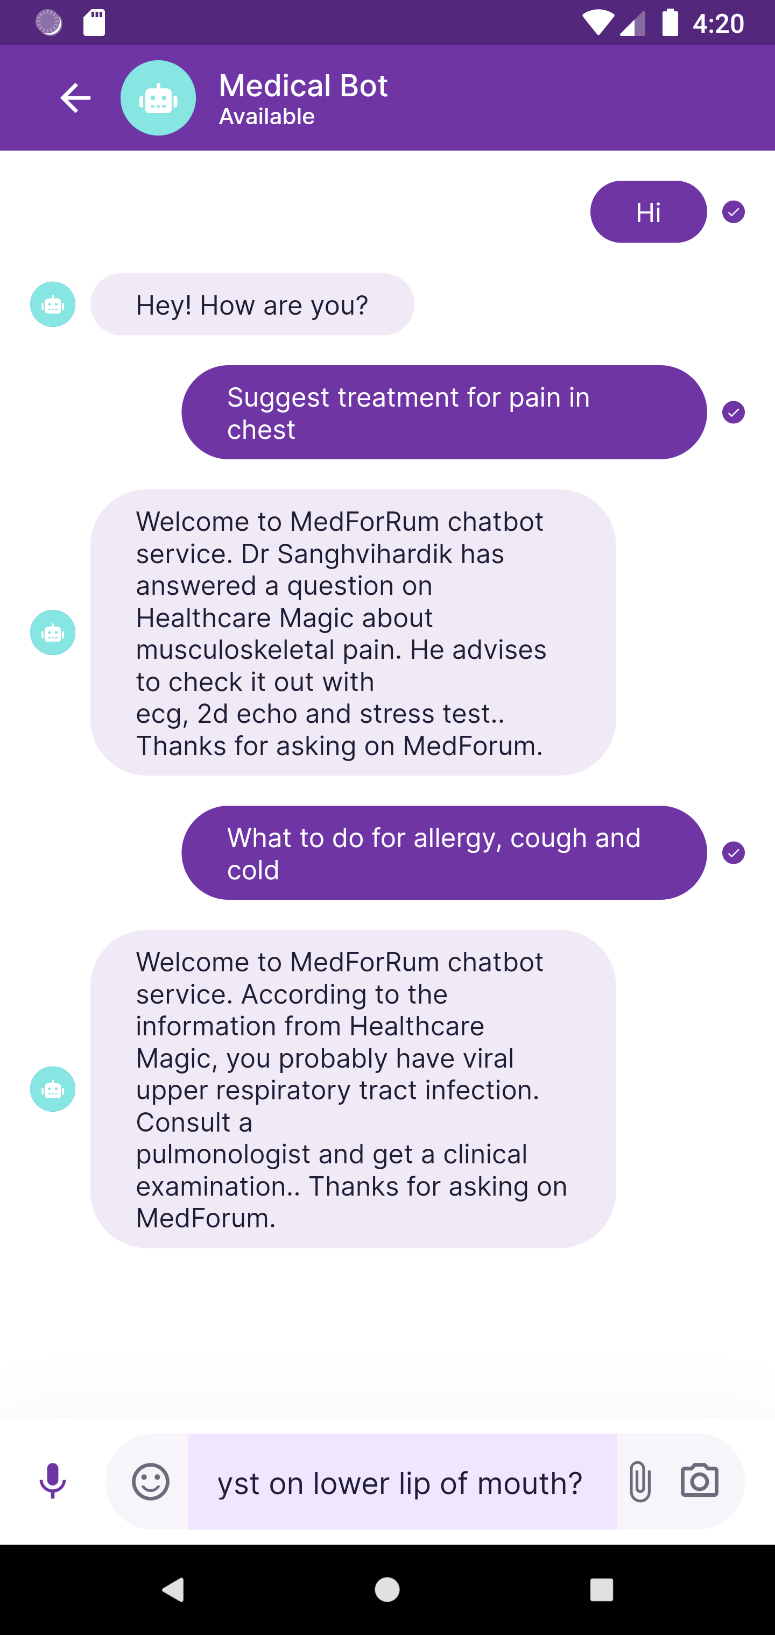 4:20
Medical Bot
Available
Hi
Hey! How are you?
Suggest treatment for pain in
chest
Welcome to MedForRum chatbot
service. Dr Sanghvihardik has
answered a question on
Healthcare Magic about
musculoskeletal pain. He advises
to check it out with
ecg, 2d echo and stress test..
Thanks for asking on MedForum.
What to do for allergy, cough and
cold
Welcome to MedForRum chatbot
service. According to the
information from Healthcare
Magic, you probably have viral
upper respiratory tract infection.
Consult a
pulmonologist and get a clinical
examination.. Thanks for asking on
MedForum.
yst on lower lip of mouth?